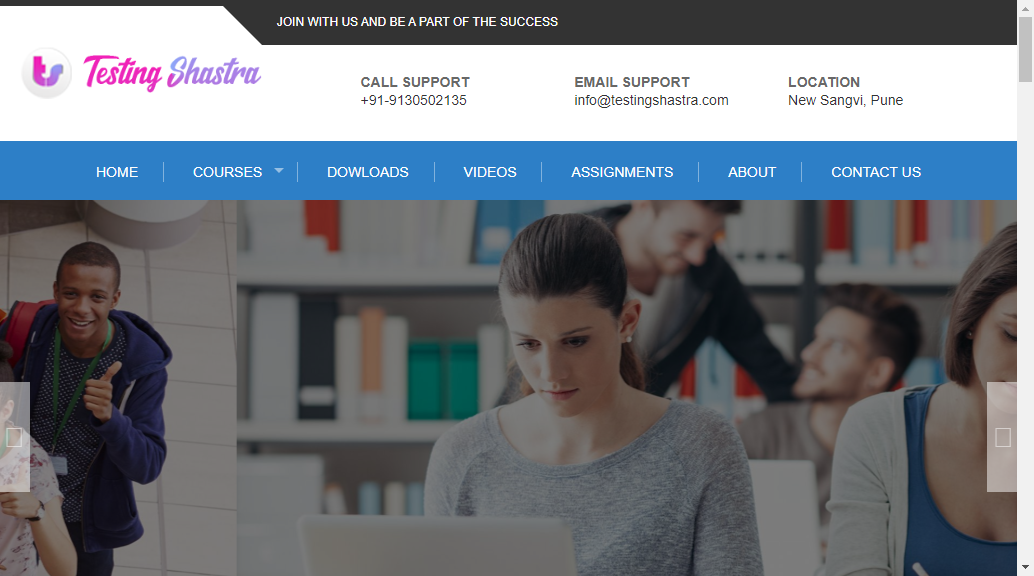 JOIN WITH US AND BE A PART OF THE SUCCESS
ts Testing Shastra
CALL SUPPORT
+91-9130502135
EMAIL SUPPORT
info@testingshastra.com
LOCATION
New Sangvi, Pune
HOME
COURSES
DOWLOADS
VIDEOS
ASSIGNMENTS
ABOUT
CONTACT US